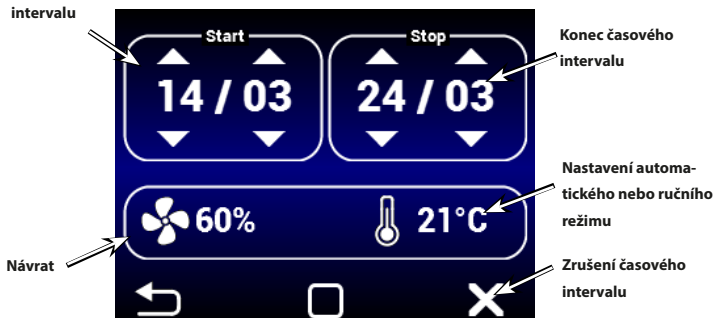 intervalu
Start
Stop
14 / 03
24 / 03
Konec časového
intervalu
60%
21°C
Nastavení automa-
tického nebo ručního
režimu
Návrat
Zrušení časového
intervalu